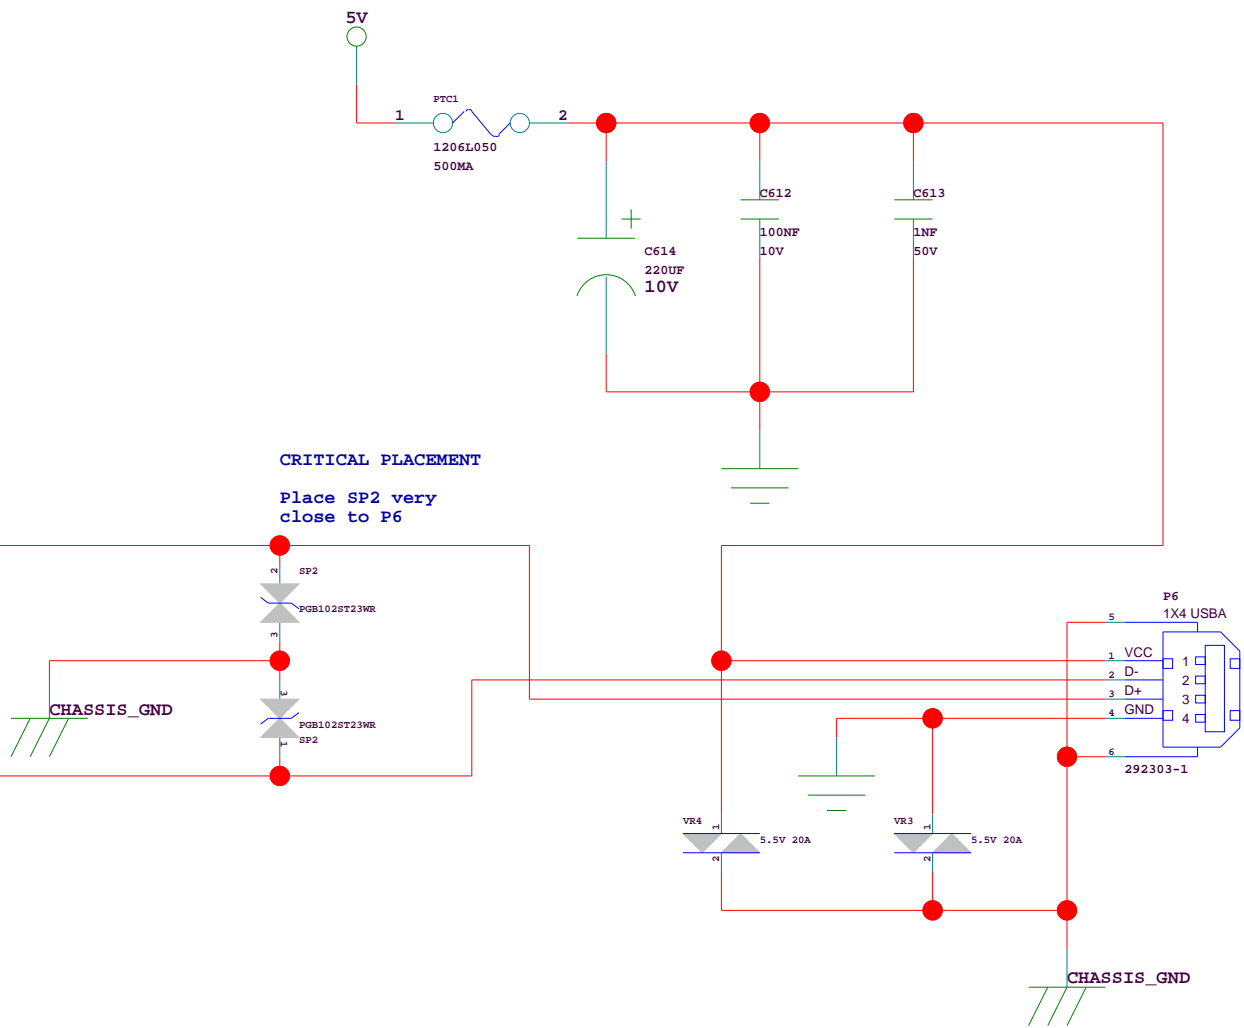 5V
PTC1
1
2
1206L050
500MA
C612
C613
100NF
1NF
10V
50V
C614
220UF
10V
CRITICAL PLACEMENT
Place SP2 very
close to P6
2
SP2
PGB102ST23WR
3
3
CHASSIS_GND
PGB102ST23WR
SP2
1
P6
1X4 USBA
5
1
VCC
1
2
D-
2
3
D+
3
4
GND
4
6
292303-1
VR4
1
5.5V 20A
2
VR3
1
5.5V 20A
2
CHASSIS_GND